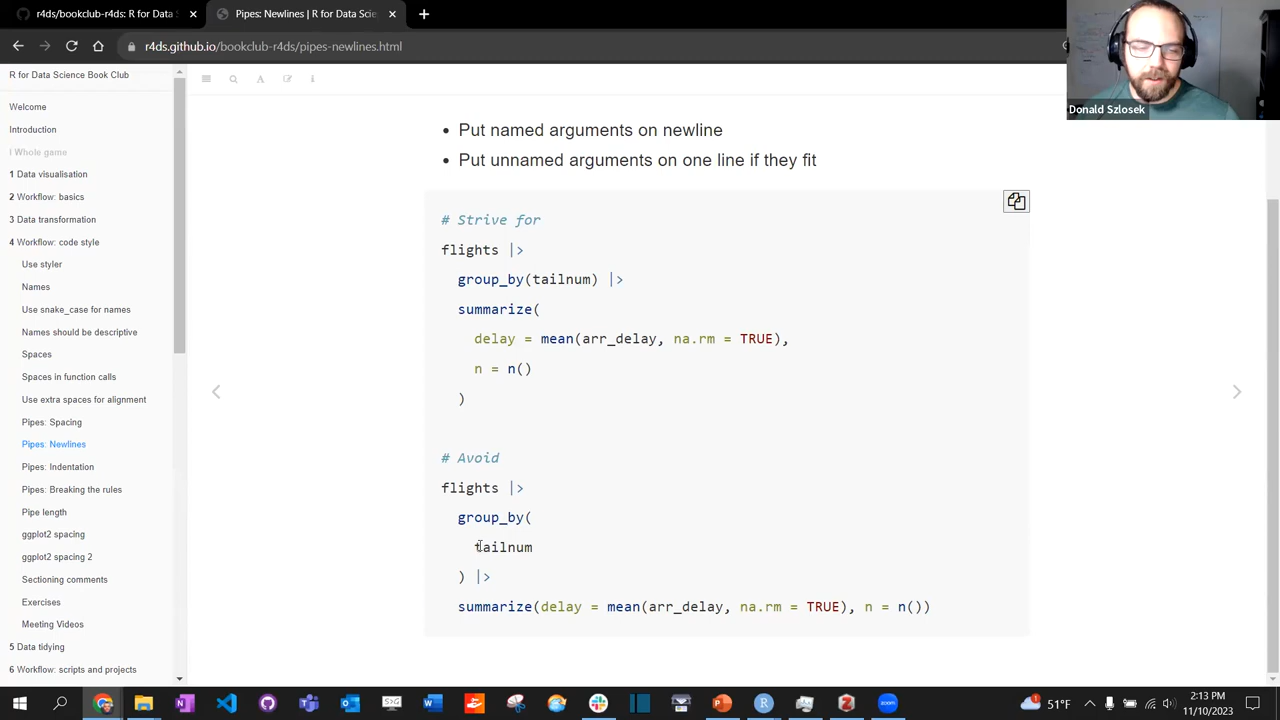 r4ds/bookclub-r4ds: R for Data S
Pipes: Newlines | R for Data Scie
r4ds.github.io/bookclub-r4ds/pipes-newlines.html
Donald Szlosek
R for Data Science Book Club
Welcome
Introduction
I Whole game
1 Data visualisation
2 Workflow: basics
3 Data transformation
4 Workflow: code style
Use styler
Names
Use snake_case for names
Names should be descriptive
Spaces
Spaces in function calls
Use extra spaces for alignment
Pipes: Spacing
Pipes: Newlines
Pipes: Indentation
Pipes: Breaking the rules
Pipe length
ggplot2 spacing
ggplot2 spacing 2
Sectioning comments
Exercises
Meeting Videos
5 Data tidying
6 Workflow: scripts and projects
• Put named arguments on newline
• Put unnamed arguments on one line if they fit
# Strive for
flights |>
group_by(tailnum) |>
summarize(
delay = mean(arr_delay, na.rm = TRUE),
n = n()
)
# Avoid
flights |>
group_by(
tailnum
) |>
summarize(delay = mean(arr_delay, na.rm = TRUE), n = n())
51°F
2:13 PM
11/10/2023